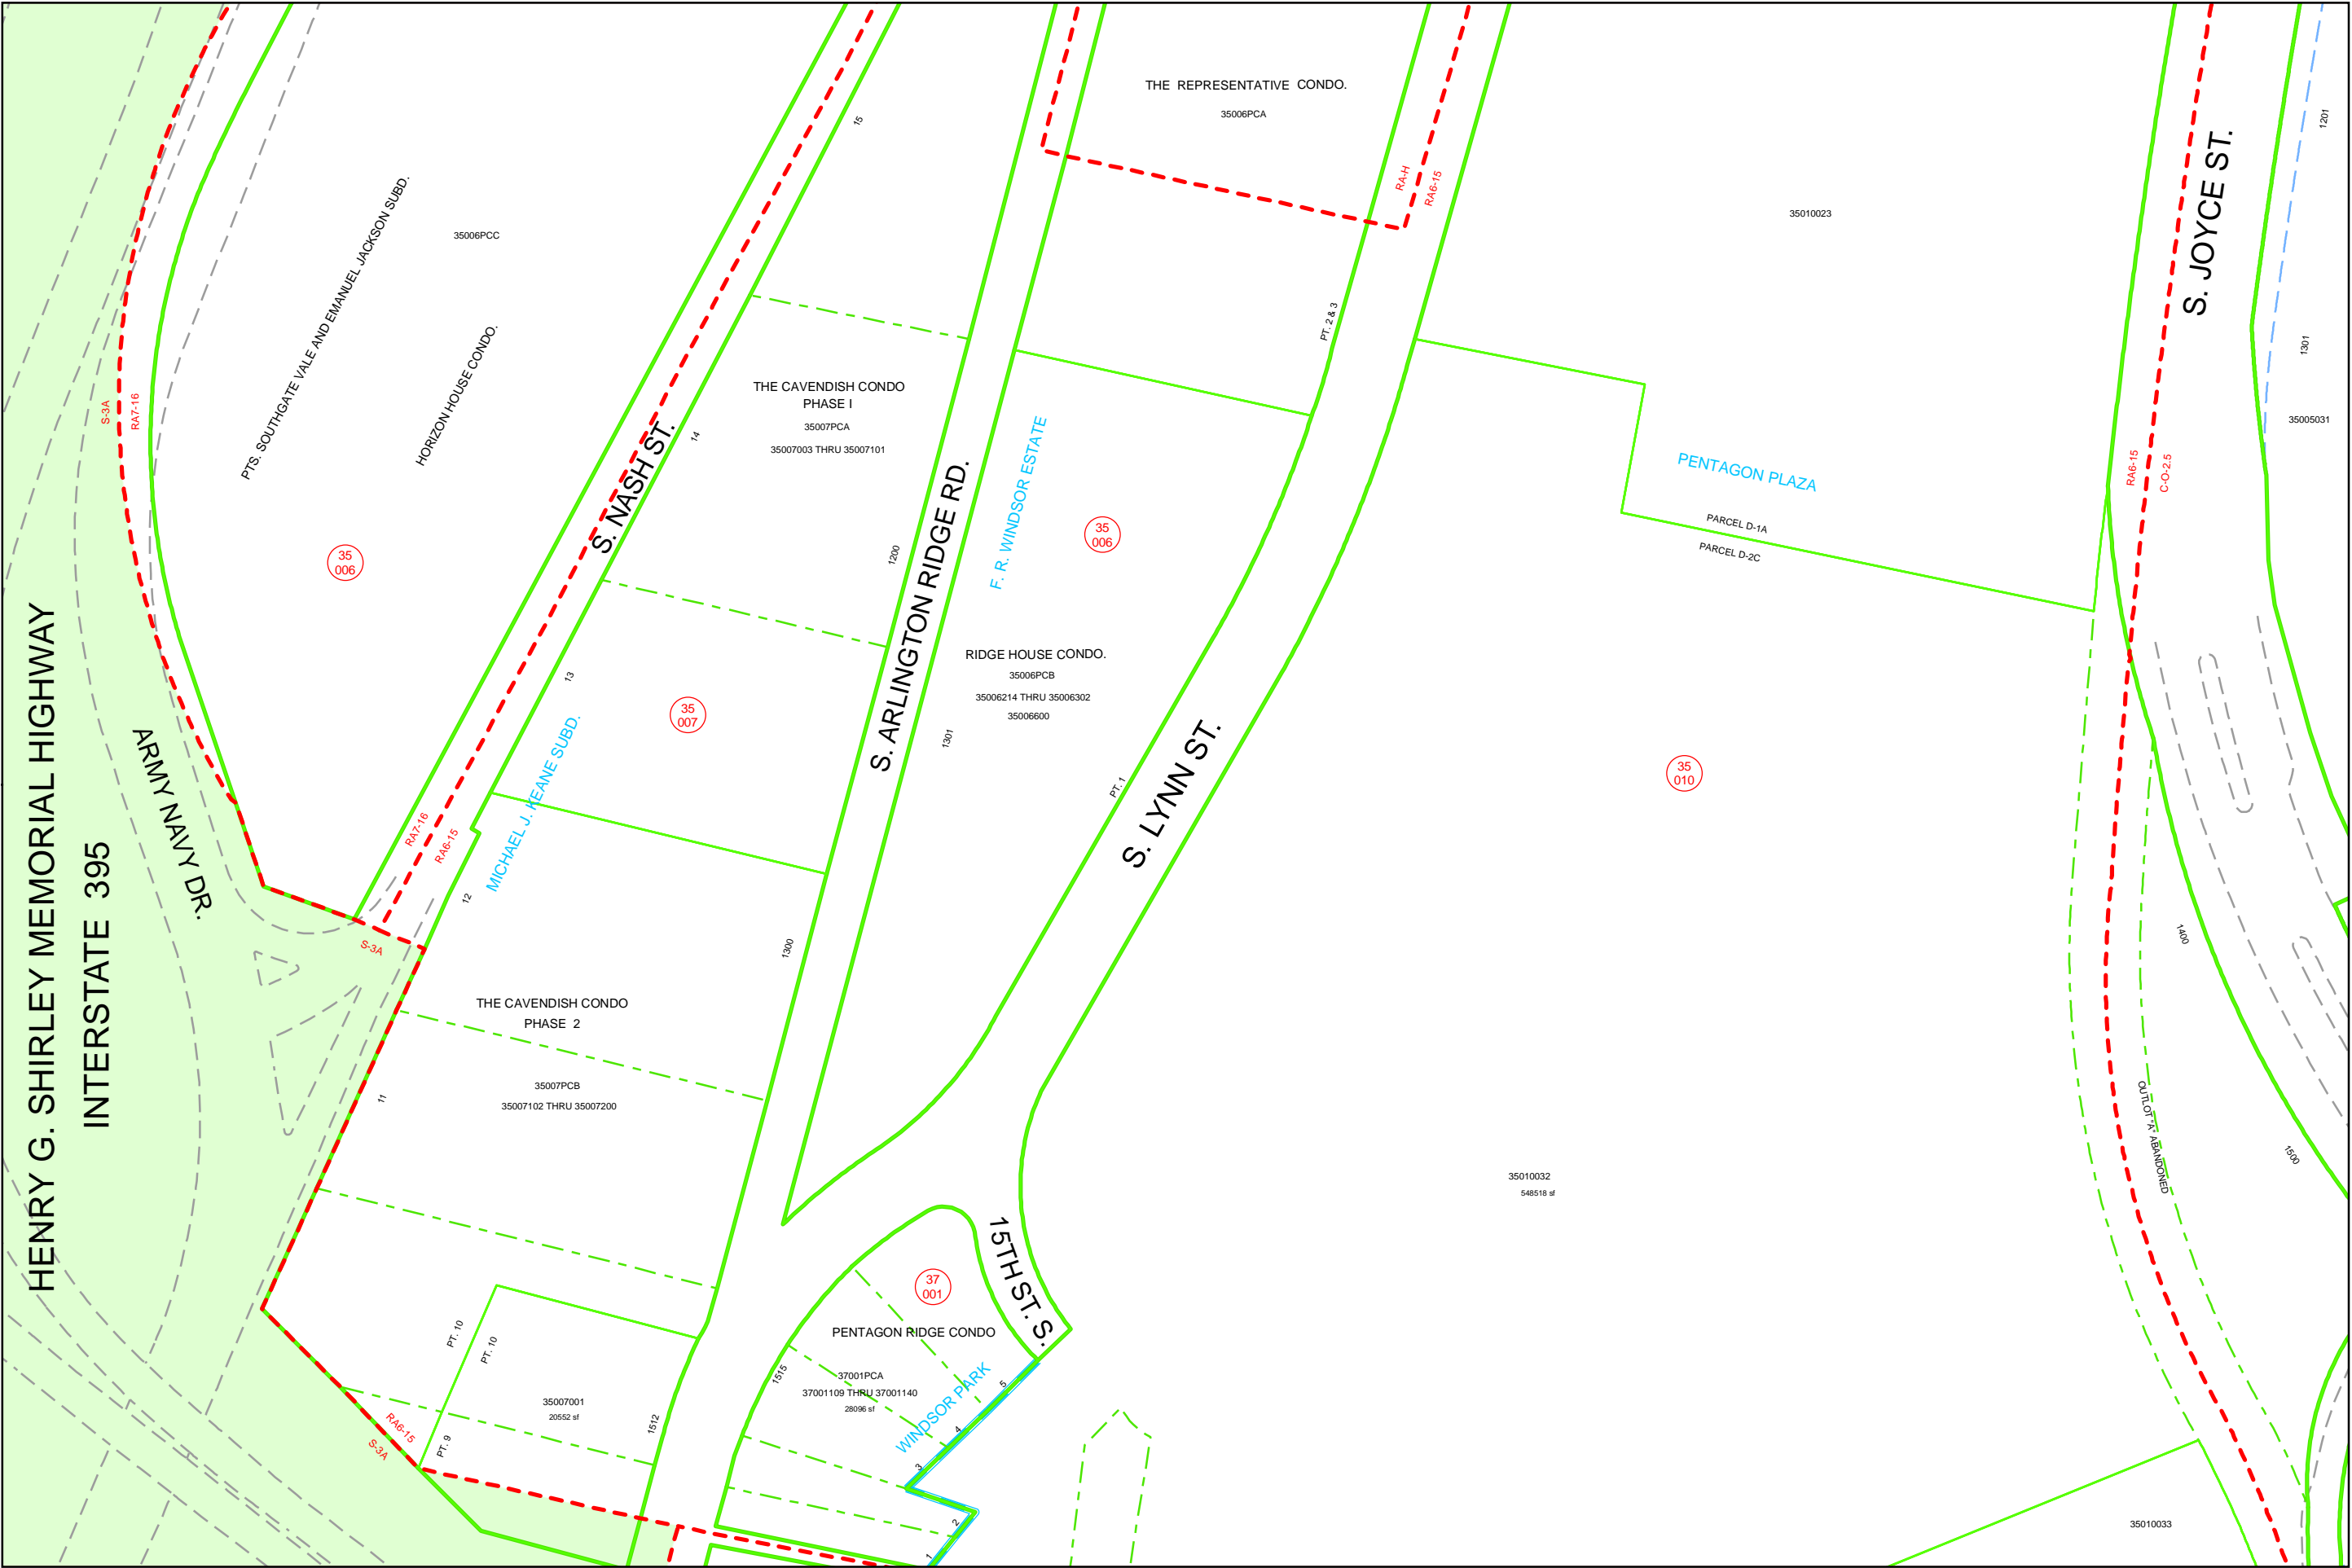 HENRY G. SHIRLEY MEMORIAL HIGHWAY
INTERSTATE 395
ARMY NAVY DR.
S-3A
RA7-16
PTS. SOUTHGATE VALE AND EMANUEL JACKSON SUBD.
HORIZON HOUSE CONDO.
35006PCC
35
006
S. NASH ST.
RA7-16
RA6-15
S-3A
MICHAEL J. KEANE SUBD.
15
14
13
12
11
THE CAVENDISH CONDO
PHASE I
35007PCA
35007003 THRU 35007101
35
007
1200
1300
THE CAVENDISH CONDO
PHASE 2
35007PCB
35007102 THRU 35007200
PT. 10
PT. 10
PT. 9
35007001
20552 sf
1512
RA6-15
S-3A
S. ARLINGTON RIDGE RD.
THE REPRESENTATIVE CONDO.
35006PCA
RA-H
RA6-15
PT. 2 & 3
F. R. WINDSOR ESTATE
35
006
RIDGE HOUSE CONDO.
35006PCB
35006214 THRU 35006302
35006600
1301
PT. 1
S. LYNN ST.
15TH ST. S.
37
001
PENTAGON RIDGE CONDO
37001PCA
37001109 THRU 37001140
28096 sf
1515
WINDSOR PARK
5
4
3
2
1
35010023
PENTAGON PLAZA
PARCEL D-1A
PARCEL D-2C
35
010
35010032
548518 sf
35010033
OUTLOT "A" ABANDONED
S. JOYCE ST.
RA6-15
C-O-2.5
1201
1301
35005031
1400
1500